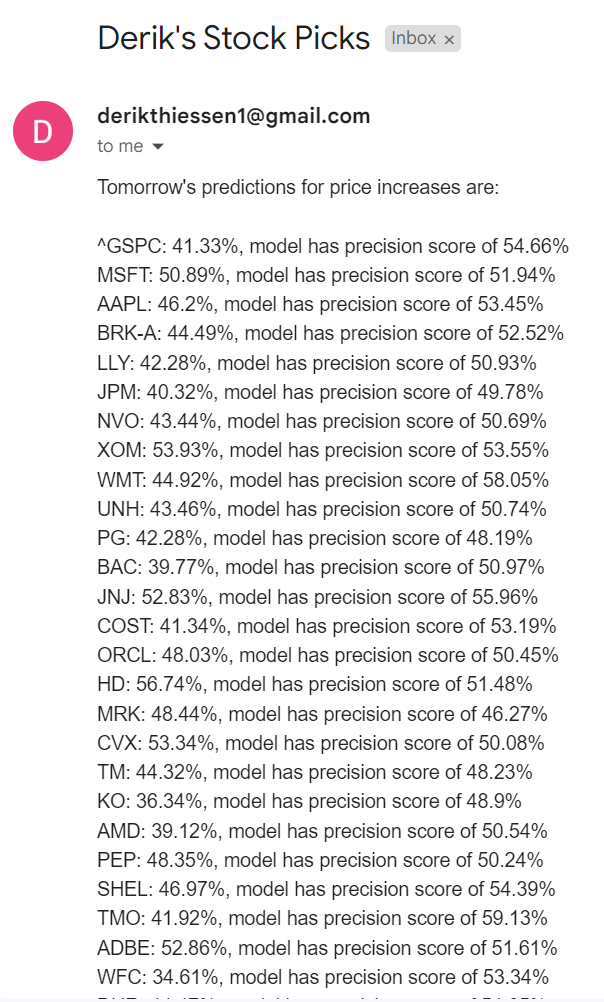 Derik's Stock Picks Inbox ×
D
derikthiessen1@gmail.com
to me
Tomorrow's predictions for price increases are:
^GSPC: 41.33%, model has precision score of 54.66%
MSFT: 50.89%, model has precision score of 51.94%
AAPL: 46.2%, model has precision score of 53.45%
BRK-A: 44.49%, model has precision score of 52.52%
LLY: 42.28%, model has precision score of 50.93%
JPM: 40.32%, model has precision score of 49.78%
NVO: 43.44%, model has precision score of 50.69%
XOM: 53.93%, model has precision score of 53.55%
WMT: 44.92%, model has precision score of 58.05%
UNH: 43.46%, model has precision score of 50.74%
PG: 42.28%, model has precision score of 48.19%
BAC: 39.77%, model has precision score of 50.97%
JNJ: 52.83%, model has precision score of 55.96%
COST: 41.34%, model has precision score of 53.19%
ORCL: 48.03%, model has precision score of 50.45%
HD: 56.74%, model has precision score of 51.48%
MRK: 48.44%, model has precision score of 46.27%
CVX: 53.34%, model has precision score of 50.08%
TM: 44.32%, model has precision score of 48.23%
KO: 36.34%, model has precision score of 48.9%
AMD: 39.12%, model has precision score of 50.54%
PEP: 48.35%, model has precision score of 50.24%
SHEL: 46.97%, model has precision score of 54.39%
TMO: 41.92%, model has precision score of 59.13%
ADBE: 52.86%, model has precision score of 51.61%
WFC: 34.61%, model has precision score of 53.34%